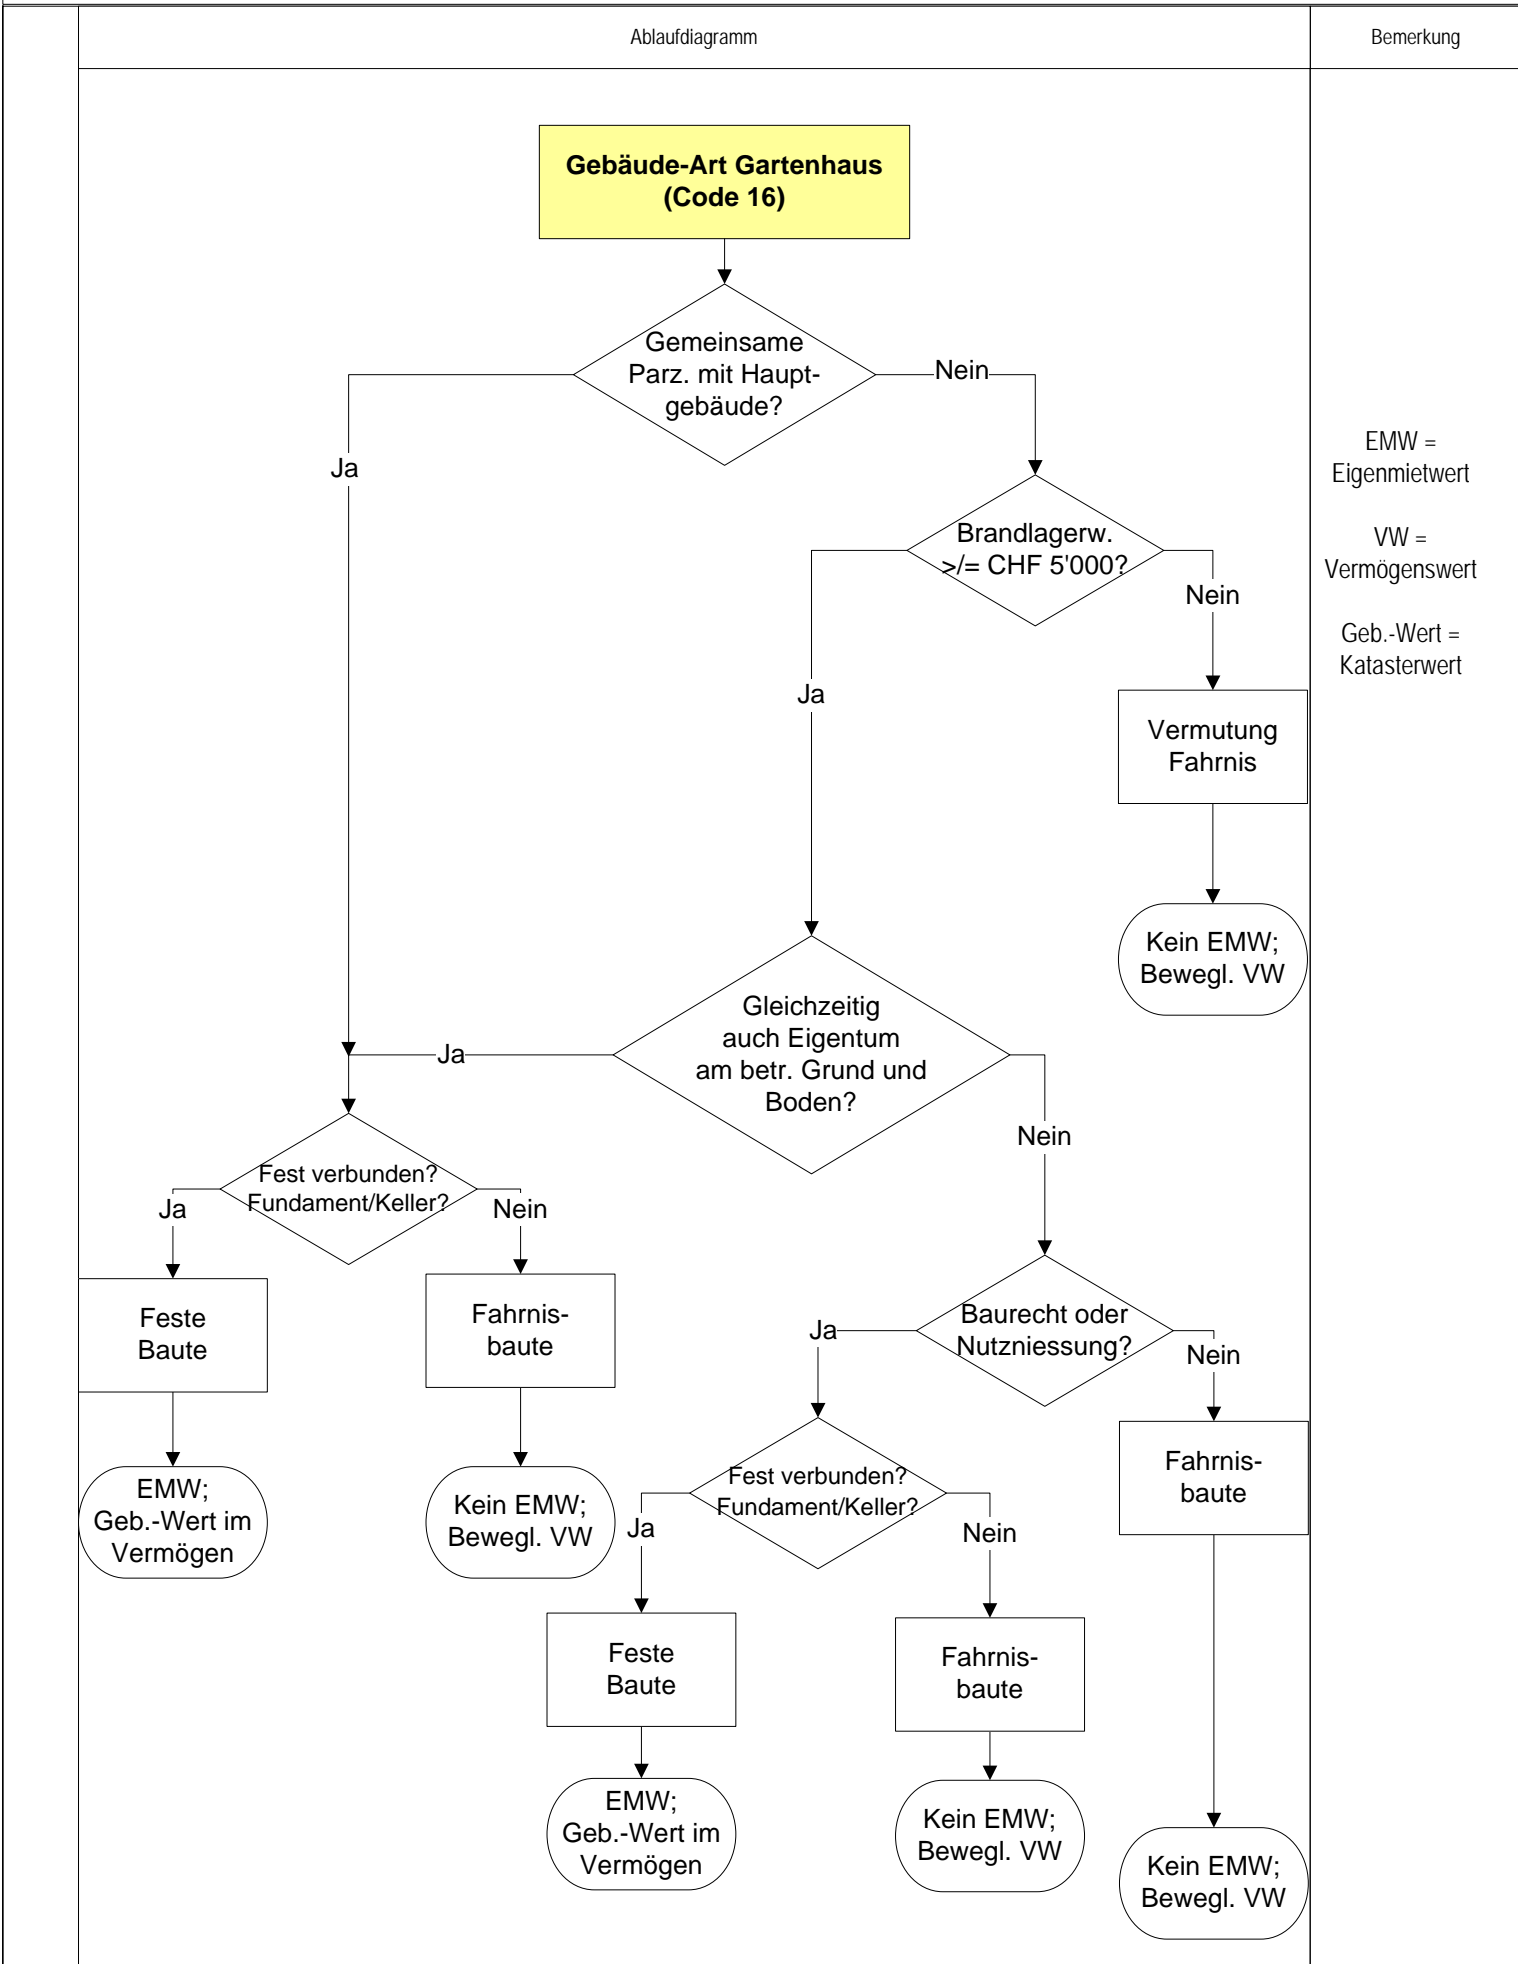 Ablaufdiagramm
Bemerkung
Gebäude-Art Gartenhaus
(Code 16)
Gemeinsame
Parz. mit Haupt-
gebäude?
Nein
Ja
EMW =
Eigenmietwert
VW =
Vermögenswert
Geb.-Wert =
Katasterwert
Brandlagerw.
>/= CHF 5'000?
Nein
Ja
Vermutung
Fahrnis
Kein EMW;
Bewegl. VW
Gleichzeitig
auch Eigentum
am betr. Grund und
Boden?
Ja
Nein
Fest verbunden?
Fundament/Keller?
Ja
Nein
Feste
Baute
Fahrnis-
baute
Baurecht oder
Nutzniessung?
Ja
Nein
EMW;
Geb.-Wert im
Vermögen
Kein EMW;
Bewegl. VW
Fest verbunden?
Fundament/Keller?
Ja
Nein
Fahrnis-
baute
Feste
Baute
Fahrnis-
baute
EMW;
Geb.-Wert im
Vermögen
Kein EMW;
Bewegl. VW
Kein EMW;
Bewegl. VW